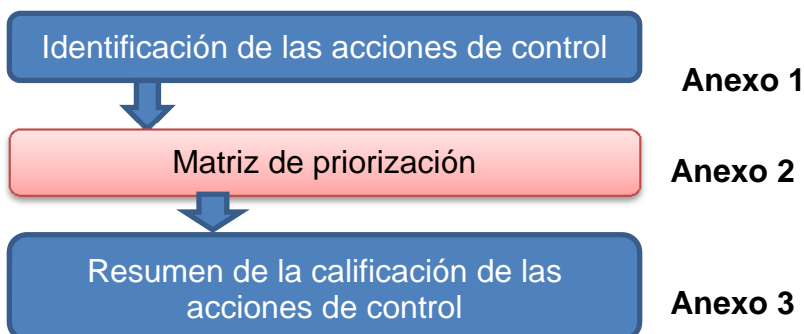 Identificación de las acciones de control
Anexo 1
Matriz de priorización
Anexo 2
Resumen de la calificación de las
acciones de control
Anexo 3